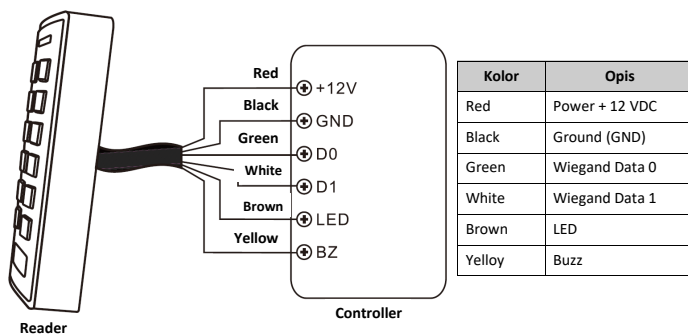 Red
+12V
Black
GND
Green
D0
White
D1
Brown
LED
Yellow
BZ
Reader
Controller
Kolor Opis
Red Power + 12 VDC
Black Ground (GND)
Green Wiegand Data 0
White Wiegand Data 1
Brown LED
Yelloy Buzz